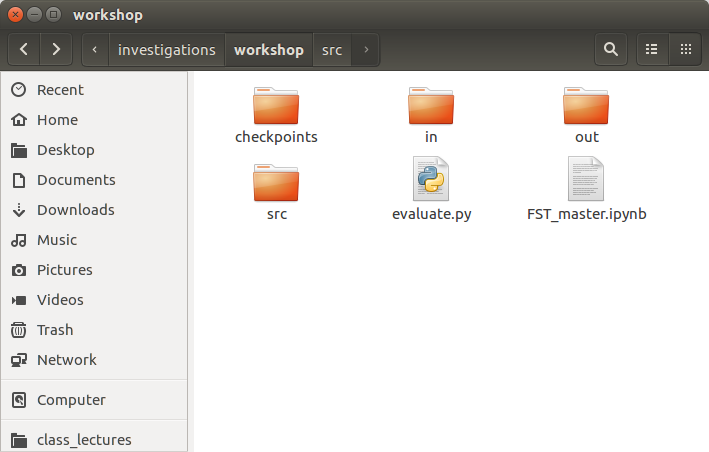 workshop
investigations workshop src
Recent
Home
Desktop
Documents
Downloads
Music
Pictures
Videos
Trash
Network
Computer
class_lectures
checkpoints in out
src evaluate.py FST_master.ipynb